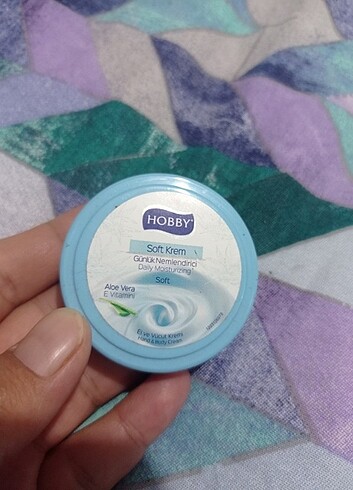 HOBBY
Soft Krem
Günlük Nemlendirici
Daily Moisturizing
Soft
Aloe Vera
E Vitamini
El ve Vücut Kremi
Hand & Body Cream